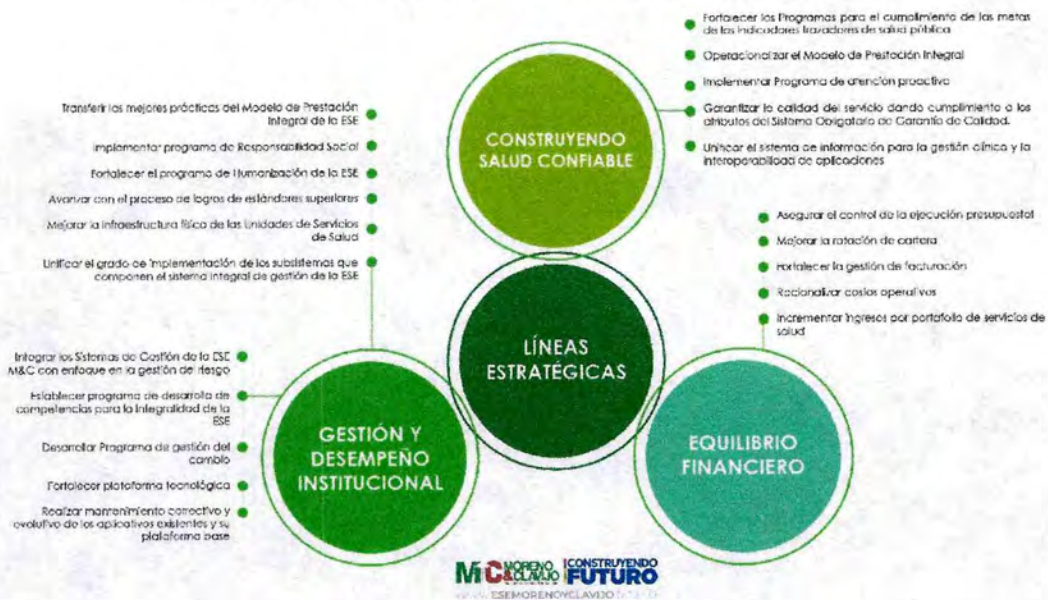 Fortalecer los Programas para el cumplimiento de las metas
de los indicadores trazadores de salud pública
Operacionalizar el Modelo de Prestación Integral
Implementar Programa de atención proactiva
Garantizar la calidad del servicio dando cumplimiento a los
atributos del Sistema Obligatorio de Garantía de Calidad.
Unificar el sistema de información para la gestión clínica y la
interoperabilidad de aplicaciones
CONSTRUYENDO
SALUD CONFIABLE
Transferir las mejores prácticas del Modelo de Prestación
Integral de la ESE
Implementar programa de Responsabilidad Social
Fortalecer el programa de Humanización de la ESE
Avanzar con el proceso de logros de estándares superiores
Mejorar la infraestructura física de las Unidades de Servicios
de Salud
Unificar el grado de implementación de los subsistemas que
componen el sistema integral de gestión de la ESE
Asegurar el control de la ejecución presupuestal
Mejorar la rotación de cartera
Fortalecer la gestión de facturación
Racionalizar costos operativos
Incrementar ingresos por portafolio de servicios de
salud
LÍNEAS
ESTRATÉGICAS
Integrar los Sistemas de Gestión de la ESE
M&C con enfoque en la gestión del riesgo
Establecer programa de desarrollo de
competencias para la integralidad de la
ESE
Desarrollar Programa de gestión del
cambio
Fortalecer plataforma tecnológica
Realizar mantenimiento correctivo y
evolutivo de los aplicativos existentes y su
plataforma base
GESTIÓN Y
DESEMPEÑO
INSTITUCIONAL
EQUILIBRIO
FINANCIERO
M&C MORENO &CLAVIJO CONSTRUYENDO FUTURO
ESEMORENOYCLAVIJO